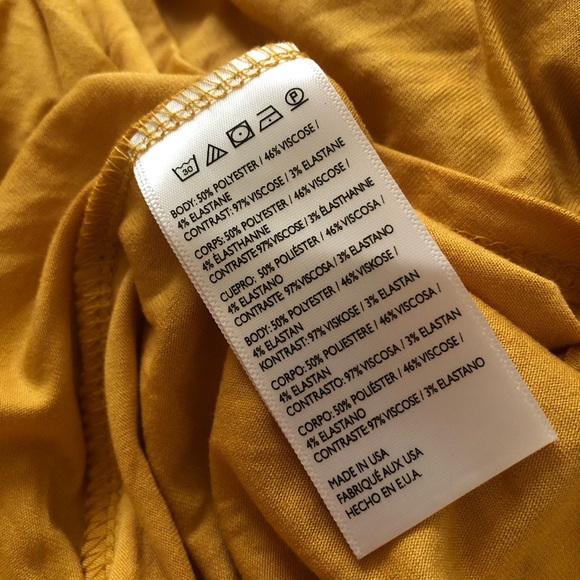 30 P
BODY: 50% POLYESTER / 46% VISCOSE /
4% ELASTANE
CONTRAST: 97% VISCOSE / 3% ELASTANE
CORPS: 50% POLYESTER / 46% VISCOSE /
4% ÉLASTHANNE
CONTRASTE 97% VISCOSE / 3% ÉLASTHANNE
CUEPRO: 50% POLIÉSTER / 46% VISCOSA /
4% ELASTANO
CONTRASTE 97% VISCOSA / 3% ELASTANO
BODY: 50% POLYESTER / 46% VISKOSE /
4% ELASTAN
KONTRAST: 97% VISKOSE / 3% ELASTAN
CORPO: 50% POLIESTERE / 46% VISCOSA /
4% ELASTAN
CONTRASTO: 97% VISCOSA / 3% ELASTAN
CORPO: 50% POLIÉSTER / 46% VISCOSE /
4% ELASTANO
CONTRASTE 97% VISCOSE / 3% ELASTANO
MADE IN USA
FABRIQUÉ AUX USA
HECHO EN E.U.A.